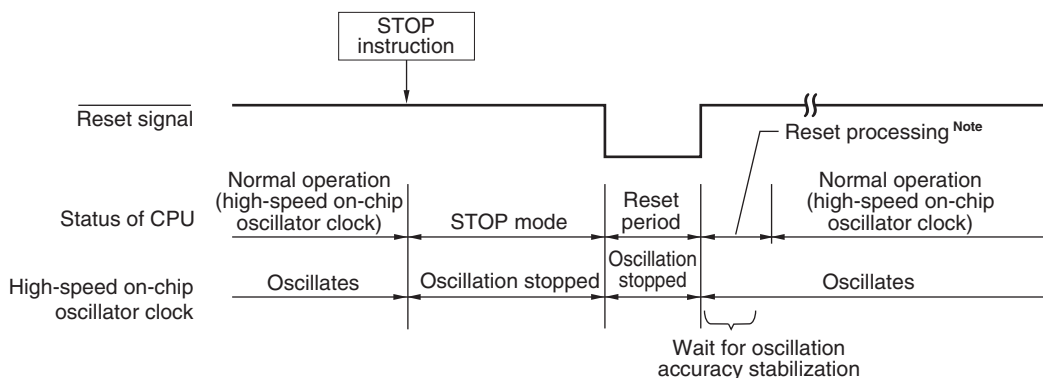 STOP
instruction
Reset signal
Reset processing Note
Status of CPU
Normal operation
(high-speed on-chip
oscillator clock)
STOP mode
Reset
period
Normal operation
(high-speed on-chip
oscillator clock)
High-speed on-chip
oscillator clock
Oscillates
Oscillation stopped
Oscillation
stopped
Oscillates
Wait for oscillation
accuracy stabilization